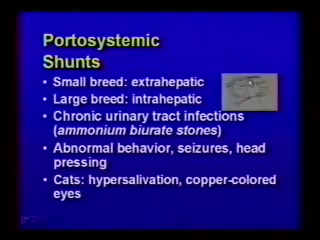 Portosystemic
Shunts
• Small breed: extrahepatic
• Large breed: intrahepatic
• Chronic urinary tract infections
(ammonium biurate stones)
• Abnormal behavior, seizures, head
pressing
• Cats: hypersalivation, copper-colored
eyes